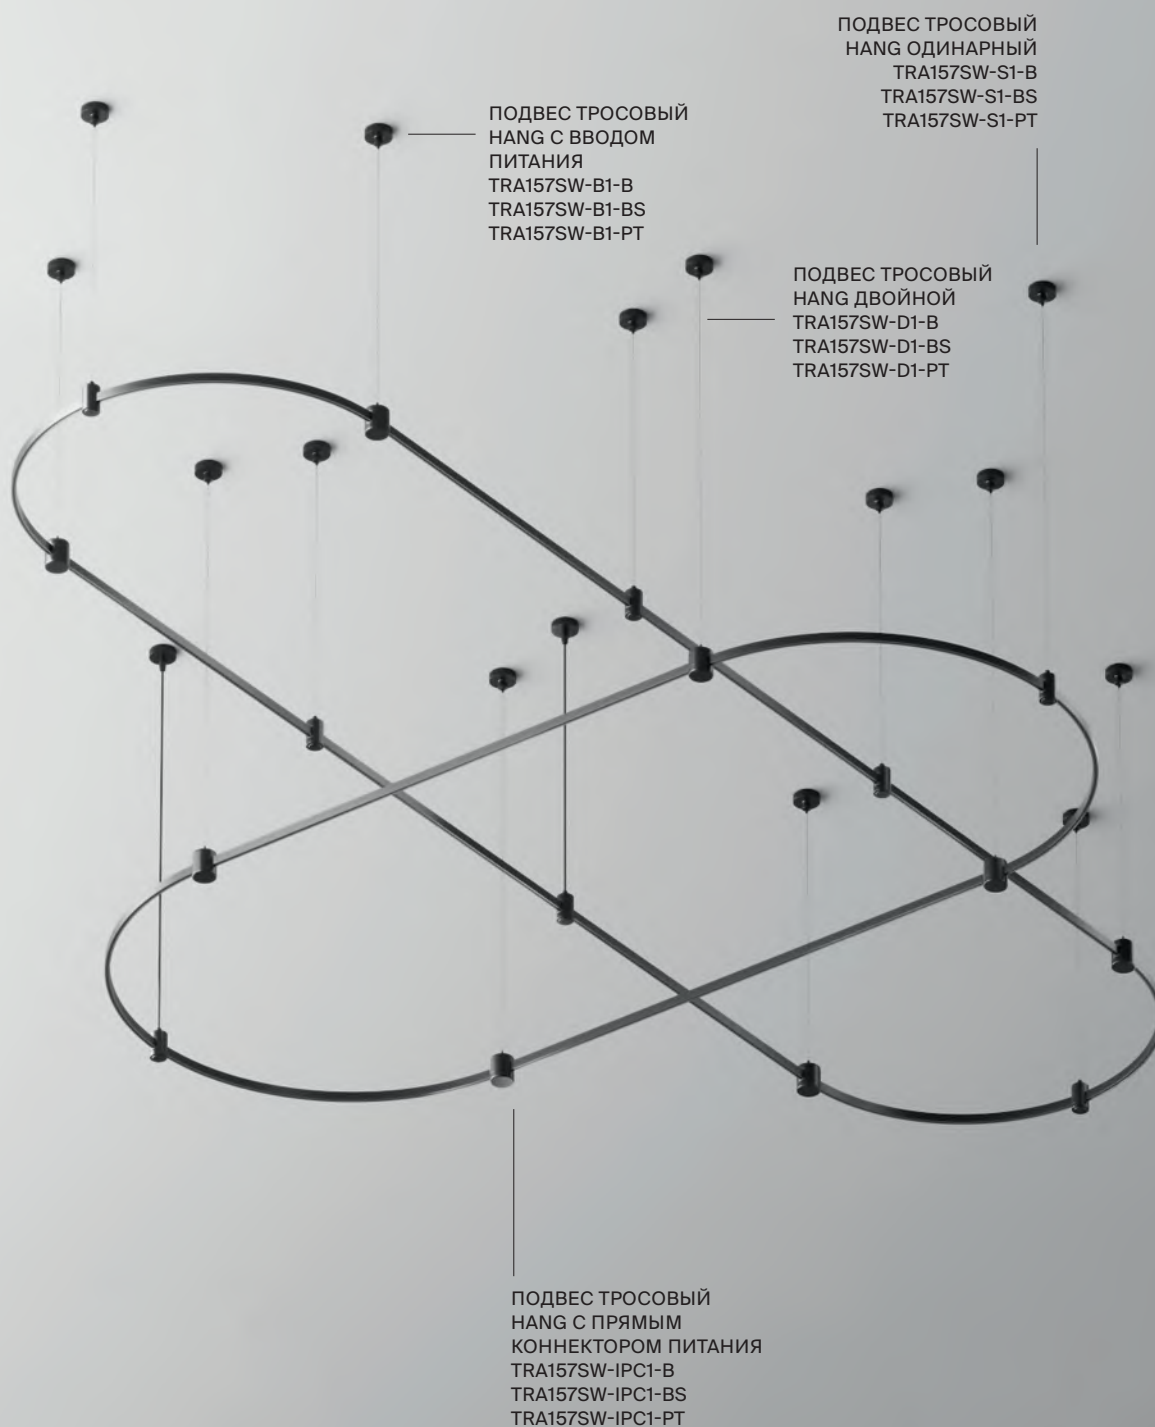 ПОДВЕС ТРОСОВЫЙ
HANG ОДИНАРНЫЙ
TRA157SW-S1-B
TRA157SW-S1-BS
TRA157SW-S1-PT
ПОДВЕС ТРОСОВЫЙ
HANG С ВВОДОМ
ПИТАНИЯ
TRA157SW-B1-B
TRA157SW-B1-BS
TRA157SW-B1-PT
ПОДВЕС ТРОСОВЫЙ
HANG ДВОЙНОЙ
TRA157SW-D1-B
TRA157SW-D1-BS
TRA157SW-D1-PT
ПОДВЕС ТРОСОВЫЙ
HANG С ПРЯМЫМ
КОННЕКТОРОМ ПИТАНИЯ
TRA157SW-IPC1-B
TRA157SW-IPC1-BS
TRA157SW-IPC1-PT